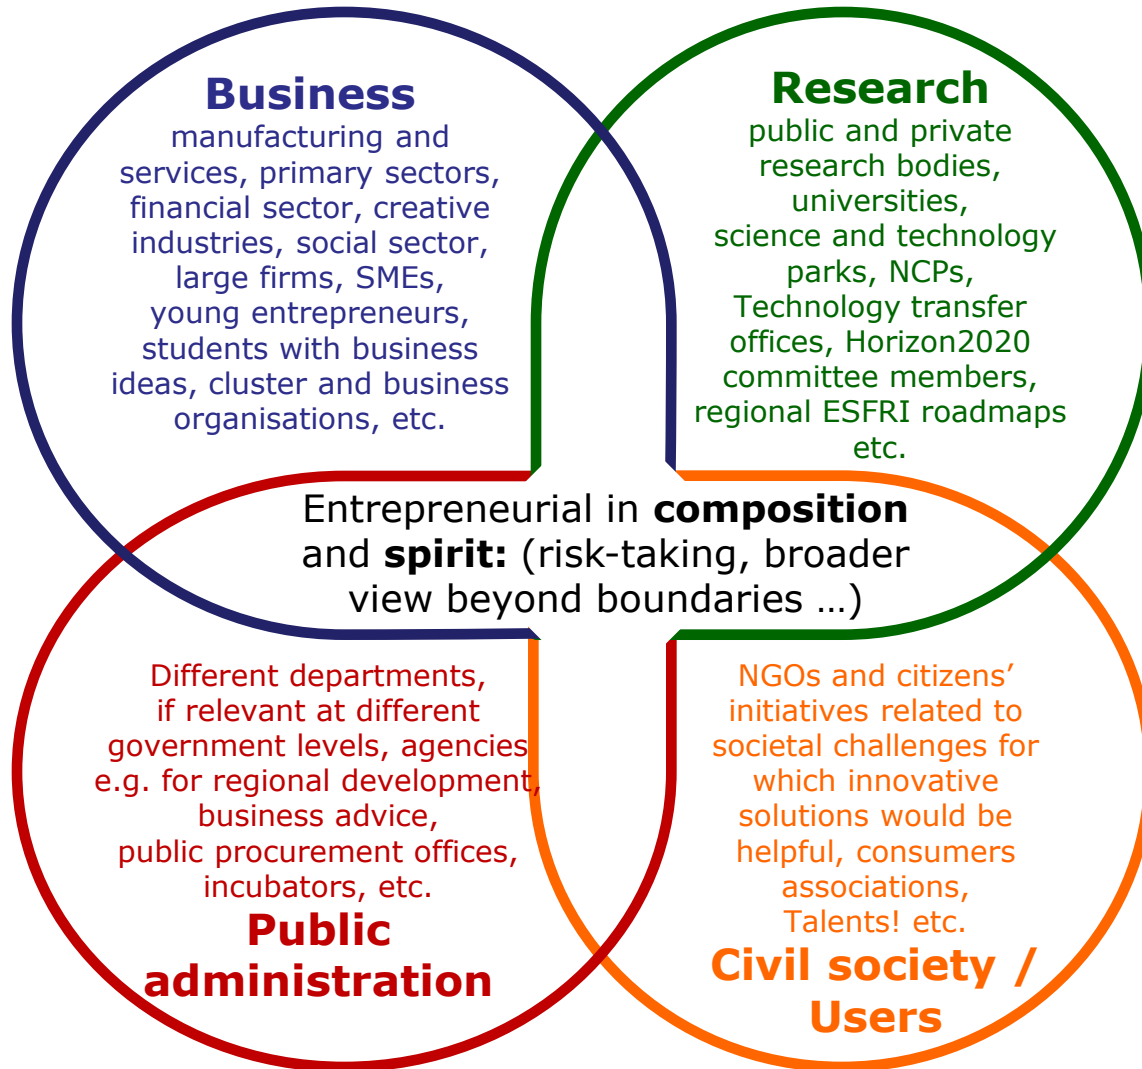 Business
manufacturing and
services, primary sectors,
financial sector, creative
industries, social sector,
large firms, SMEs,
young entrepreneurs,
students with business
ideas, cluster and business
organisations, etc.
Research
public and private
research bodies,
universities,
science and technology
parks, NCPs,
Technology transfer
offices, Horizon2020
committee members,
regional ESFRI roadmaps
etc.
Entrepreneurial in composition
and spirit: (risk-taking, broader
view beyond boundaries ...)
Different departments,
if relevant at different
government levels, agencies
e.g. for regional development,
business advice,
public procurement offices,
incubators, etc.
Public
administration
NGOs and citizens’
initiatives related to
societal challenges for
which innovative
solutions would be
helpful, consumers
associations,
Talents! etc.
Civil society /
Users